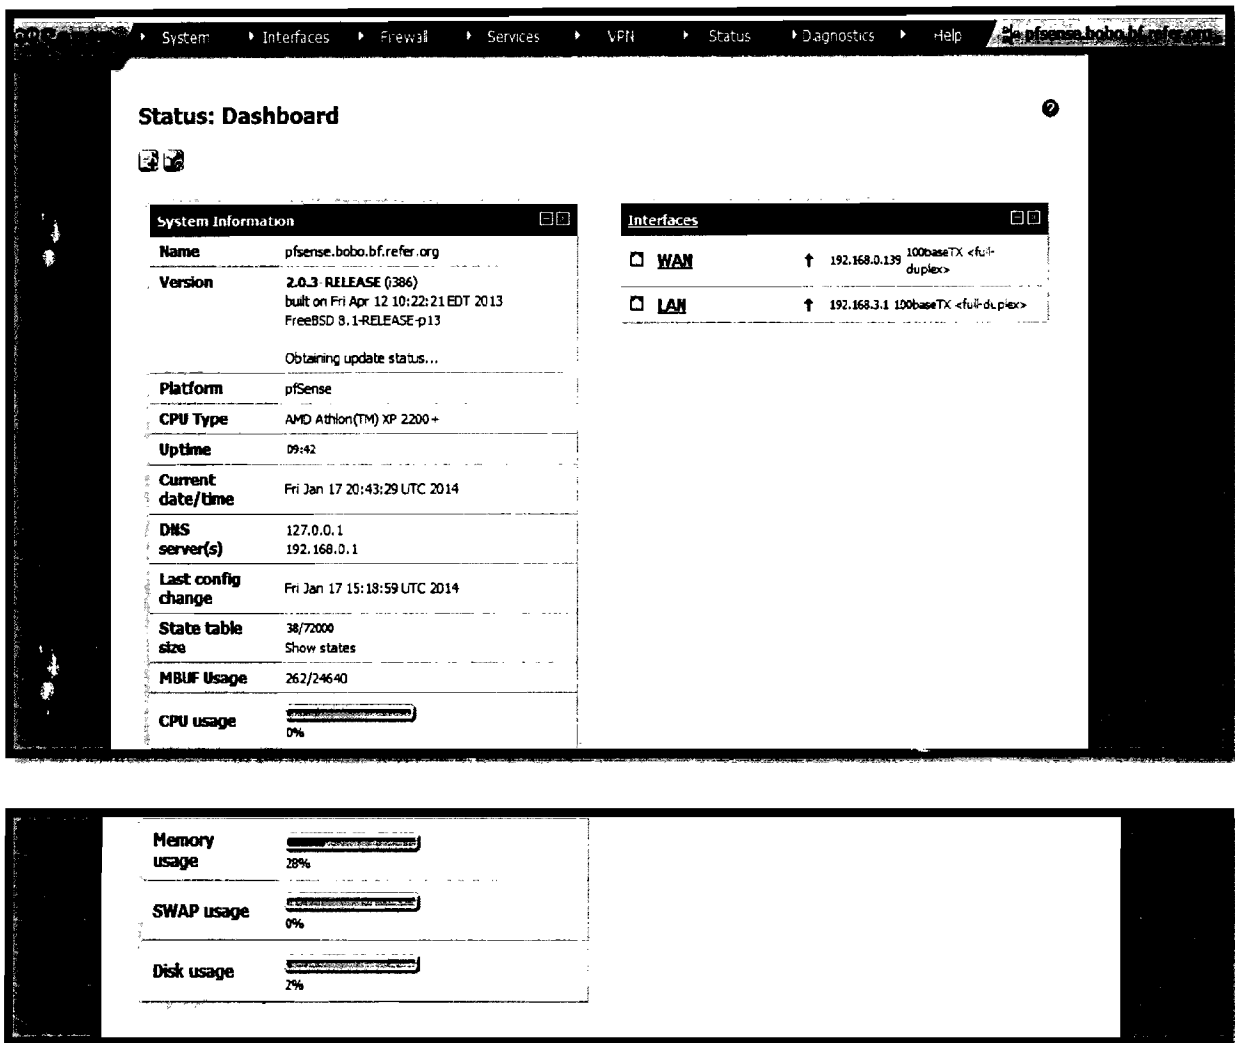 System Interfaces Firewall Services VPN Status Diagnostics Help pfsense.bobo.bf.refer.org
Status: Dashboard
System Information
Name pfsense.bobo.bf.refer.org
Version 2.0.3-RELEASE (i386)
built on Fri Apr 12 10:22:21 EDT 2013
FreeBSD 8.1-RELEASE-p13
Obtaining update status...
Platform pfSense
CPU Type AMD Athlon(TM) XP 2200+
Uptime 09:42
Current
date/time Fri Jan 17 20:43:29 UTC 2014
DNS
server(s) 127.0.0.1
192.168.0.1
Last config
change Fri Jan 17 15:18:59 UTC 2014
State table
size 38/72000
Show states
MBUF Usage 262/24640
CPU usage
0%
Interfaces
WAN 192.168.0.139 100baseTX <full-
duplex>
LAN 192.168.3.1 100baseTX <full-duplex>
Memory
usage
28%
SWAP usage
0%
Disk usage
2%